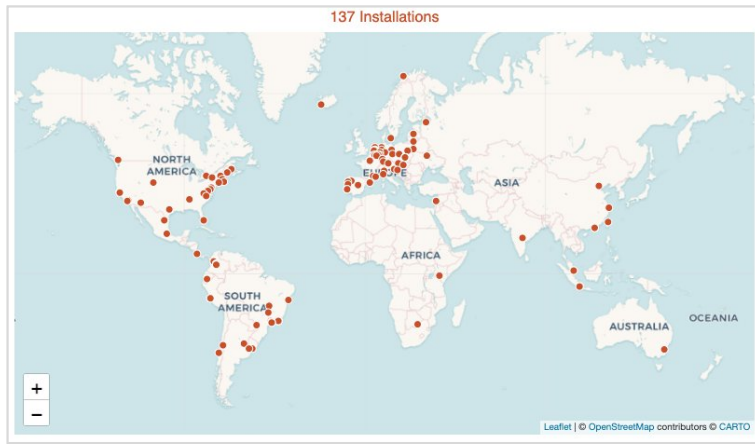 137 Installations
NORTH
AMERICA
EUROPE
ASIA
AFRICA
SOUTH
AMERICA
OCEANIA
AUSTRALIA
+
−
Leaflet | © OpenStreetMap contributors © CARTO